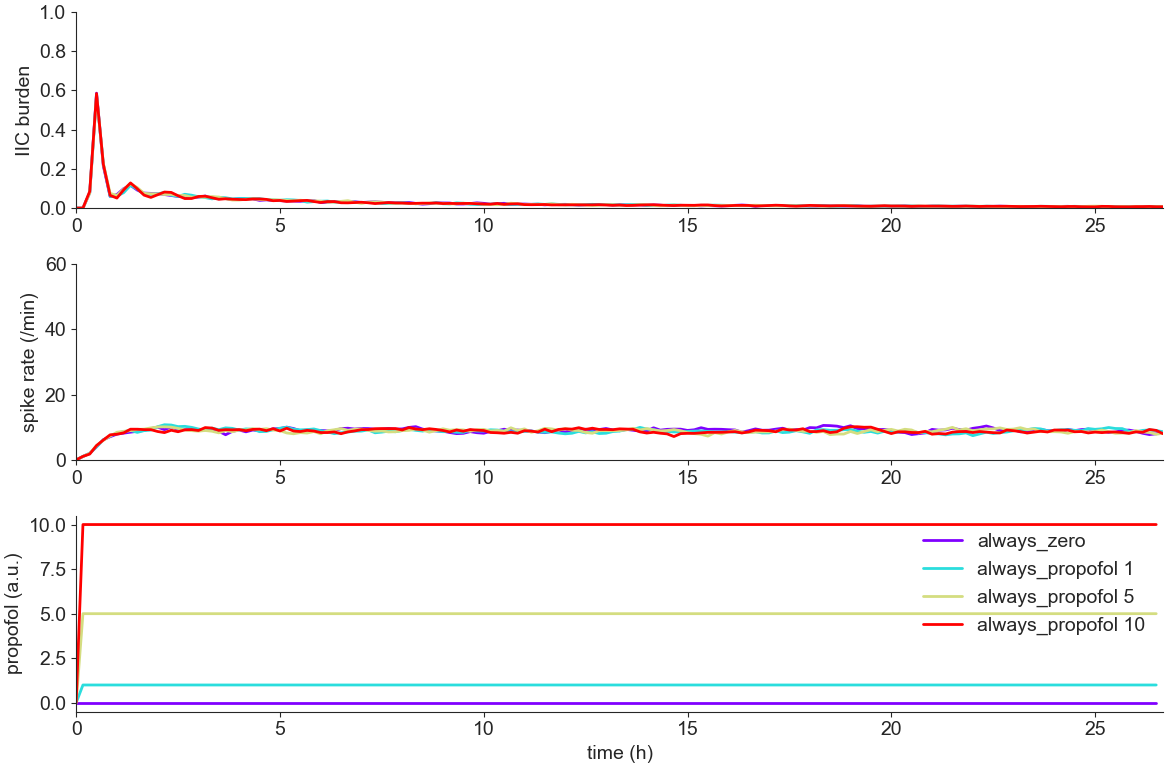 1.0
0.8
0.6
0.4
0.2
0.0
IIC burden
0 5 10 15 20 25
60
40
20
0
spike rate (/min)
0 5 10 15 20 25
10.0
7.5
5.0
2.5
0.0
propofol (a.u.)
always_zero
always_propofol 1
always_propofol 5
always_propofol 10
0 5 10 15 20 25
time (h)